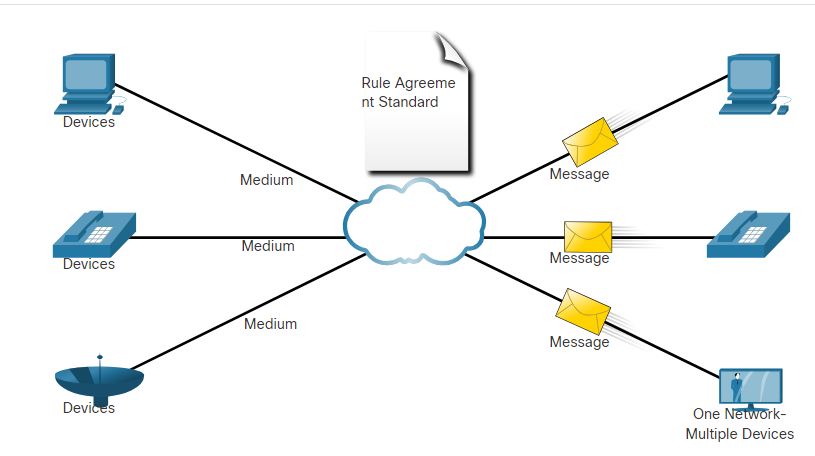 Rule Agreeme
nt Standard
Devices
Medium
Message
Devices
Medium
Message
Medium
Message
Devices
One Network-
Multiple Devices